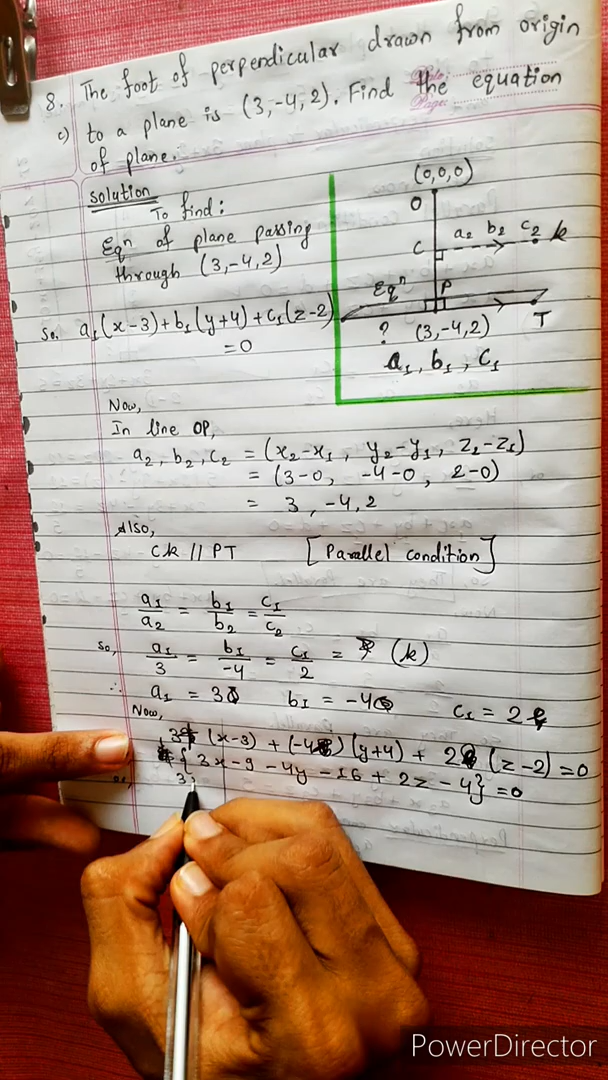 8. The foot of perpendicular drawn from origin
c) to a plane is (3,-4,2). Find the equation
of plane.
Solution
To find:
Eqⁿ of plane passing
through (3,-4,2)
So, a₁(x-3)+b₁(y+4)+c₁(z-2)
=0
(0,0,0)
O
C a₂ b₂ c₂ k
Eqⁿ P
? (3,-4,2) T
a₁, b₁, c₁
Now,
In line OP,
a₂, b₂, c₂ = (x₂-x₁, y₂-y₁, z₂-z₁)
= (3-0, -4-0, 2-0)
= 3, -4, 2
Also,
Ck // PT [Parallel condition]
a₁/a₂ = b₁/b₂ = c₁/c₂
So, a₁/3 = b₁/-4 = c₁/2 = (k)
∴ a₁ = 3 b₁ = -4 c₁ = 2
Now,
3 (x-3) + (-4) (y+4) + 2 (z-2) =0
{3x-9-4y-16+2z-4}=0
or, 3
PowerDirector